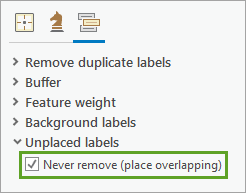 Remove duplicate labels
Buffer
Feature weight
Background labels
Unplaced labels
Never remove (place overlapping)